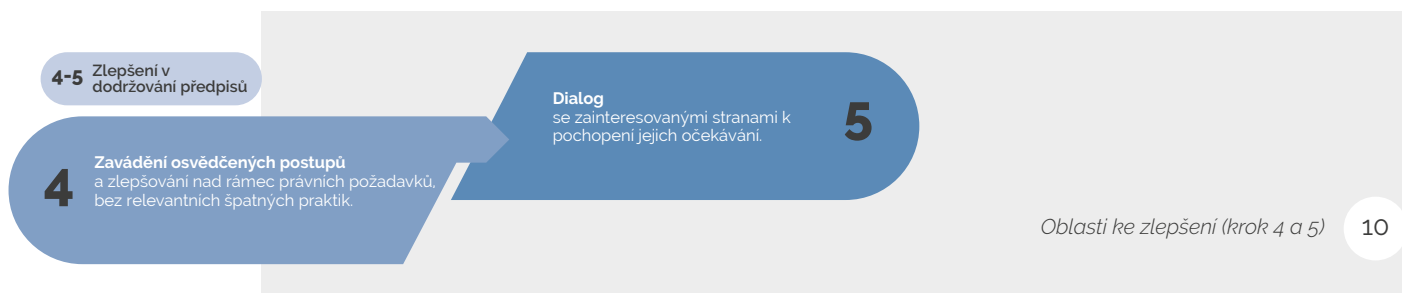 4-5 Zlepšení v
dodržování předpisů
4
Zavádění osvědčených postupů
a zlepšování nad rámec právních požadavků,
bez relevantních špatných praktik.
Dialog
se zainteresovanými stranami k
pochopení jejich očekávání.
5
Oblasti ke zlepšení (krok 4 a 5)
10